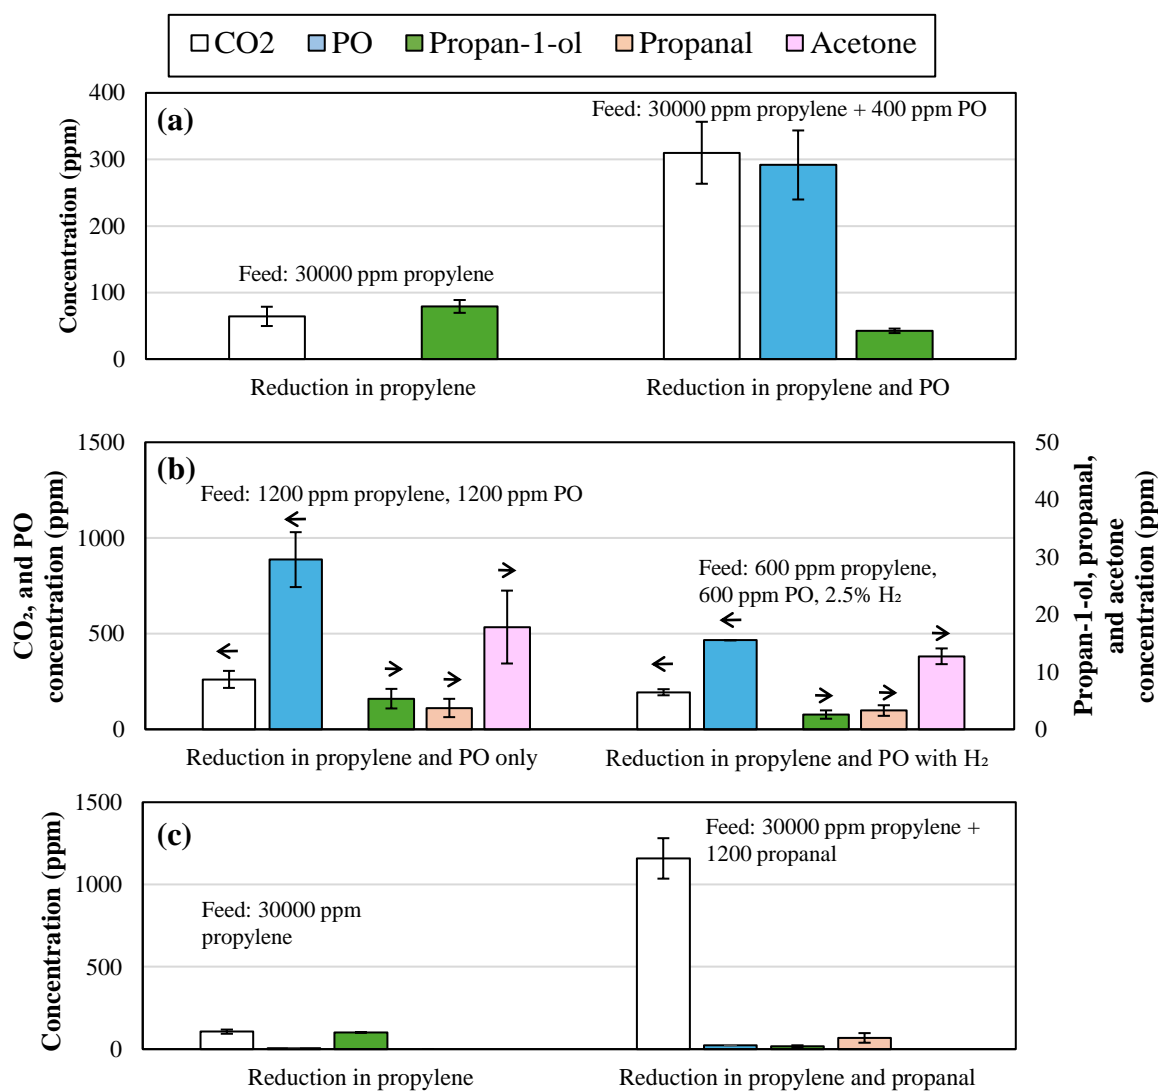 CO2 PO Propan-1-ol Propanal Acetone
(a)
Feed: 30000 ppm propylene + 400 ppm PO
Feed: 30000 ppm propylene
Concentration (ppm)
400
300
200
100
0
Reduction in propylene
Reduction in propylene and PO
(b)
Feed: 1200 ppm propylene, 1200 ppm PO
Feed: 600 ppm propylene,
600 ppm PO, 2.5% H₂
CO₂, and PO
concentration (ppm)
1500
1000
500
0
50
40
30
20
10
0
Propan-1-ol, propanal,
and acetone
concentration (ppm)
Reduction in propylene and PO only
Reduction in propylene and PO with H₂
(c)
Feed: 30000 ppm propylene +
1200 propanal
Feed: 30000 ppm
propylene
Concentration (ppm)
1500
1000
500
0
Reduction in propylene
Reduction in propylene and propanal